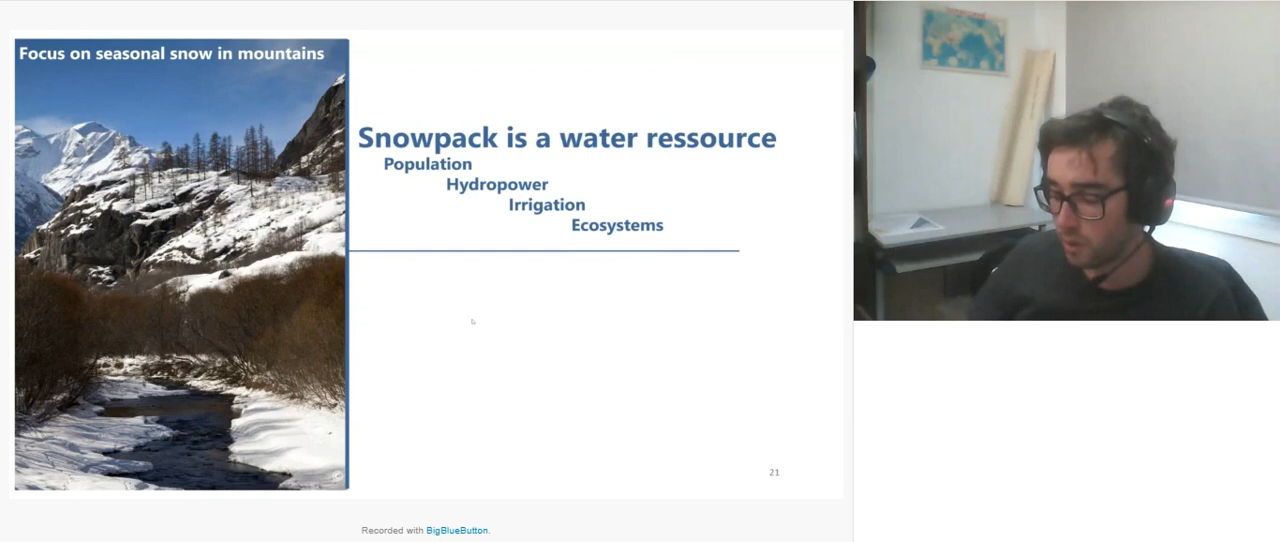 Focus on seasonal snow in mountains
Snowpack is a water ressource
Population
Hydropower
Irrigation
Ecosystems
21
Recorded with BigBlueButton.